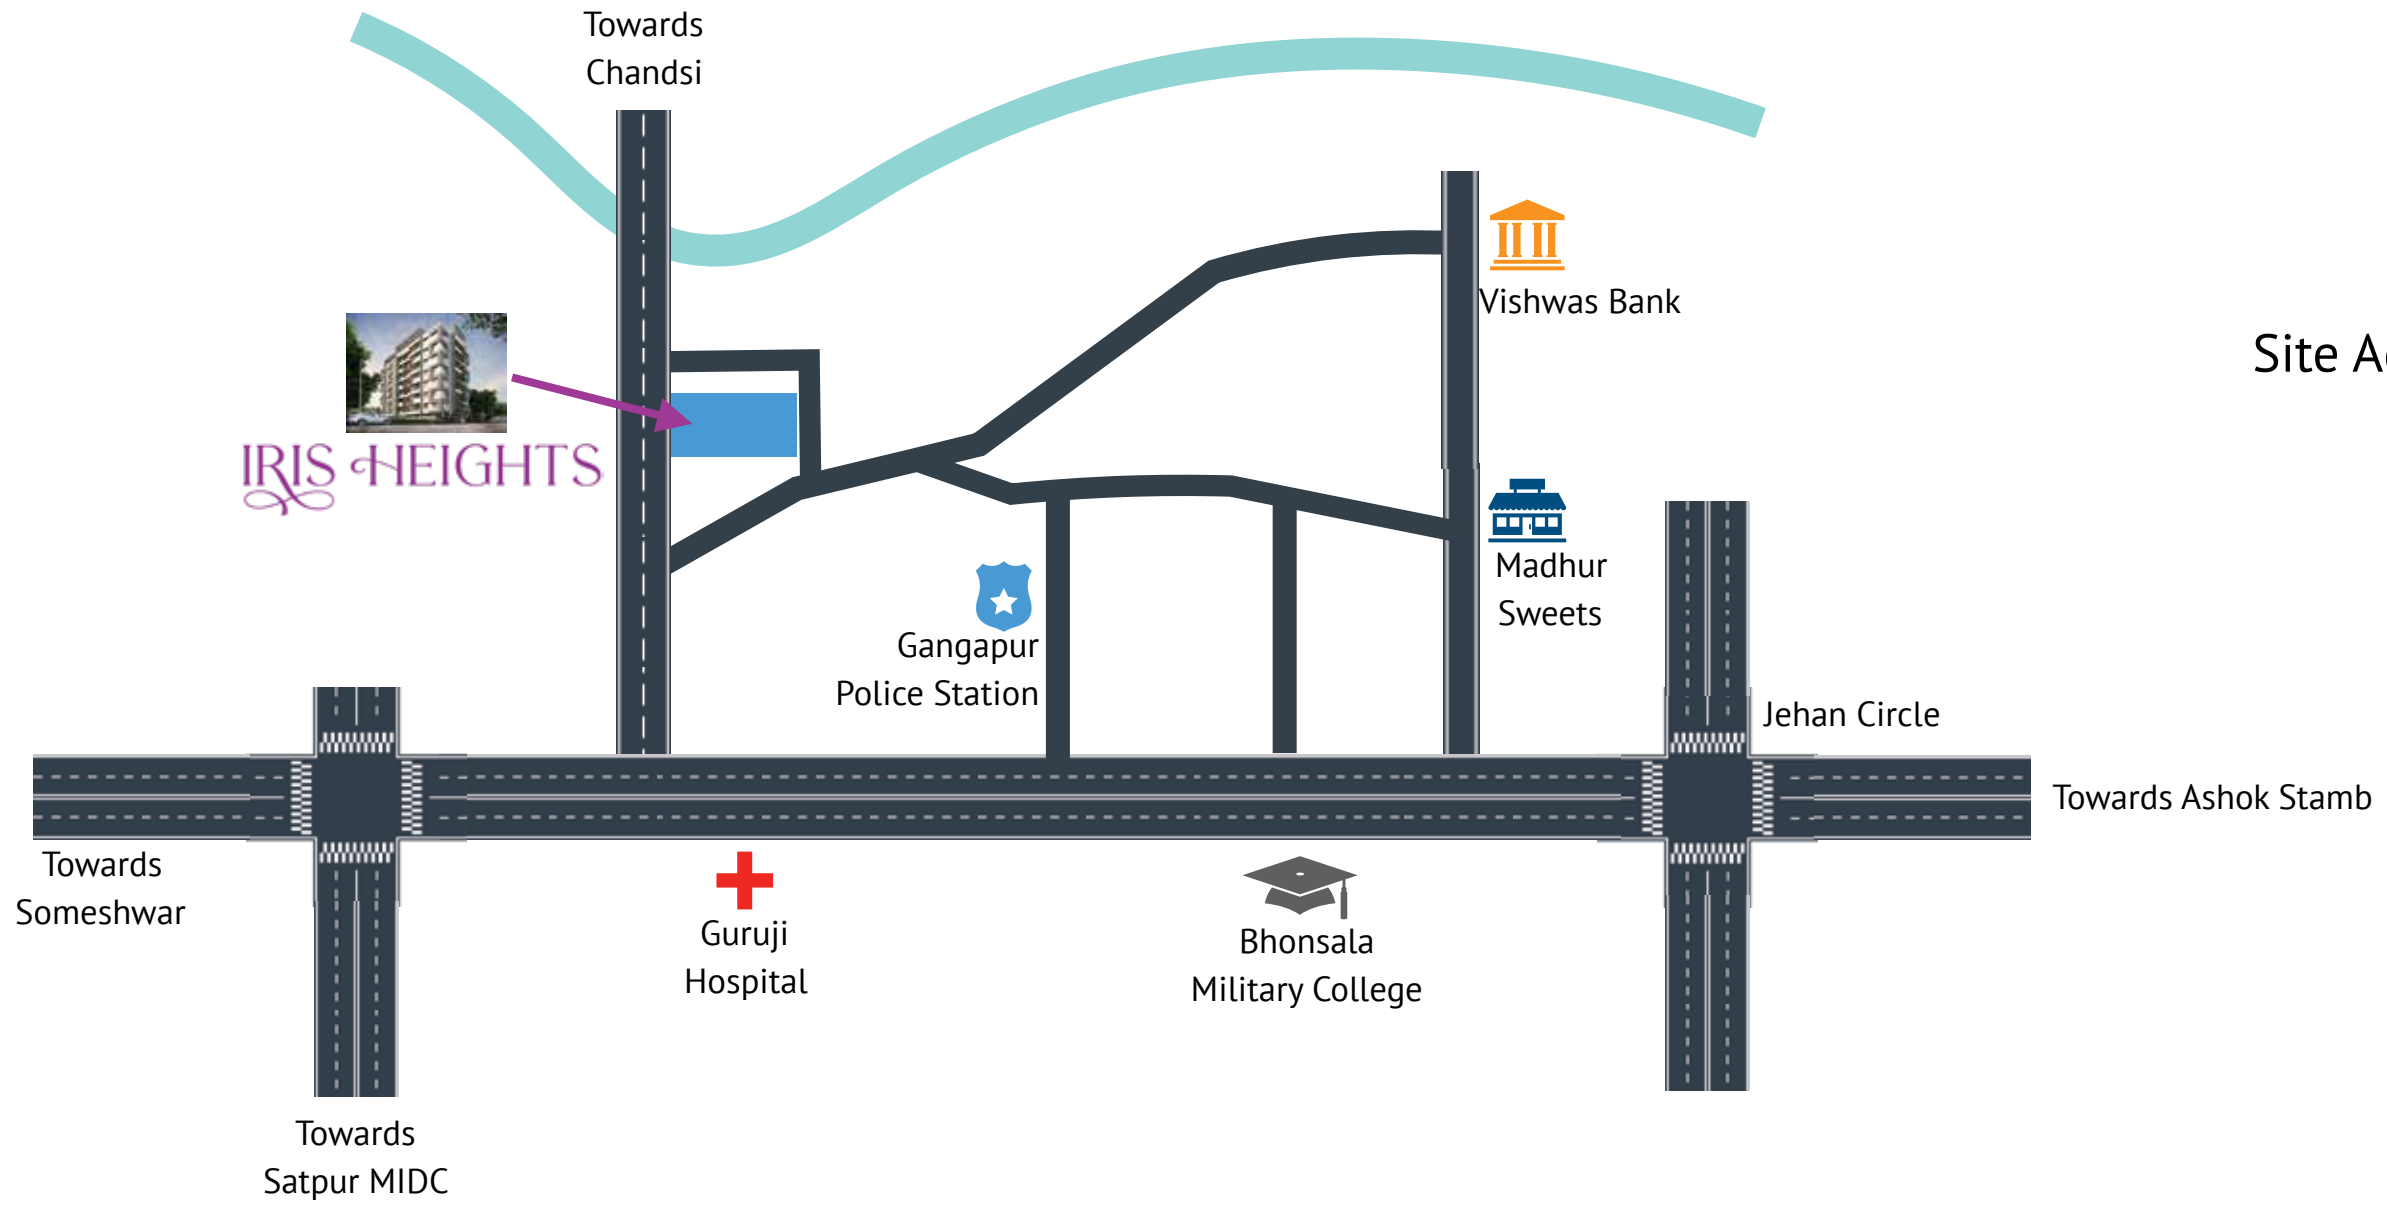 Towards
Chandsi
Vishwas Bank
Site
IRIS HEIGHTS
Madhur
Sweets
Gangapur
Police Station
Jehan Circle
Towards Ashok Stamb
Towards
Someshwar
Guruji
Hospital
Bhonsala
Military College
Towards
Satpur MIDC